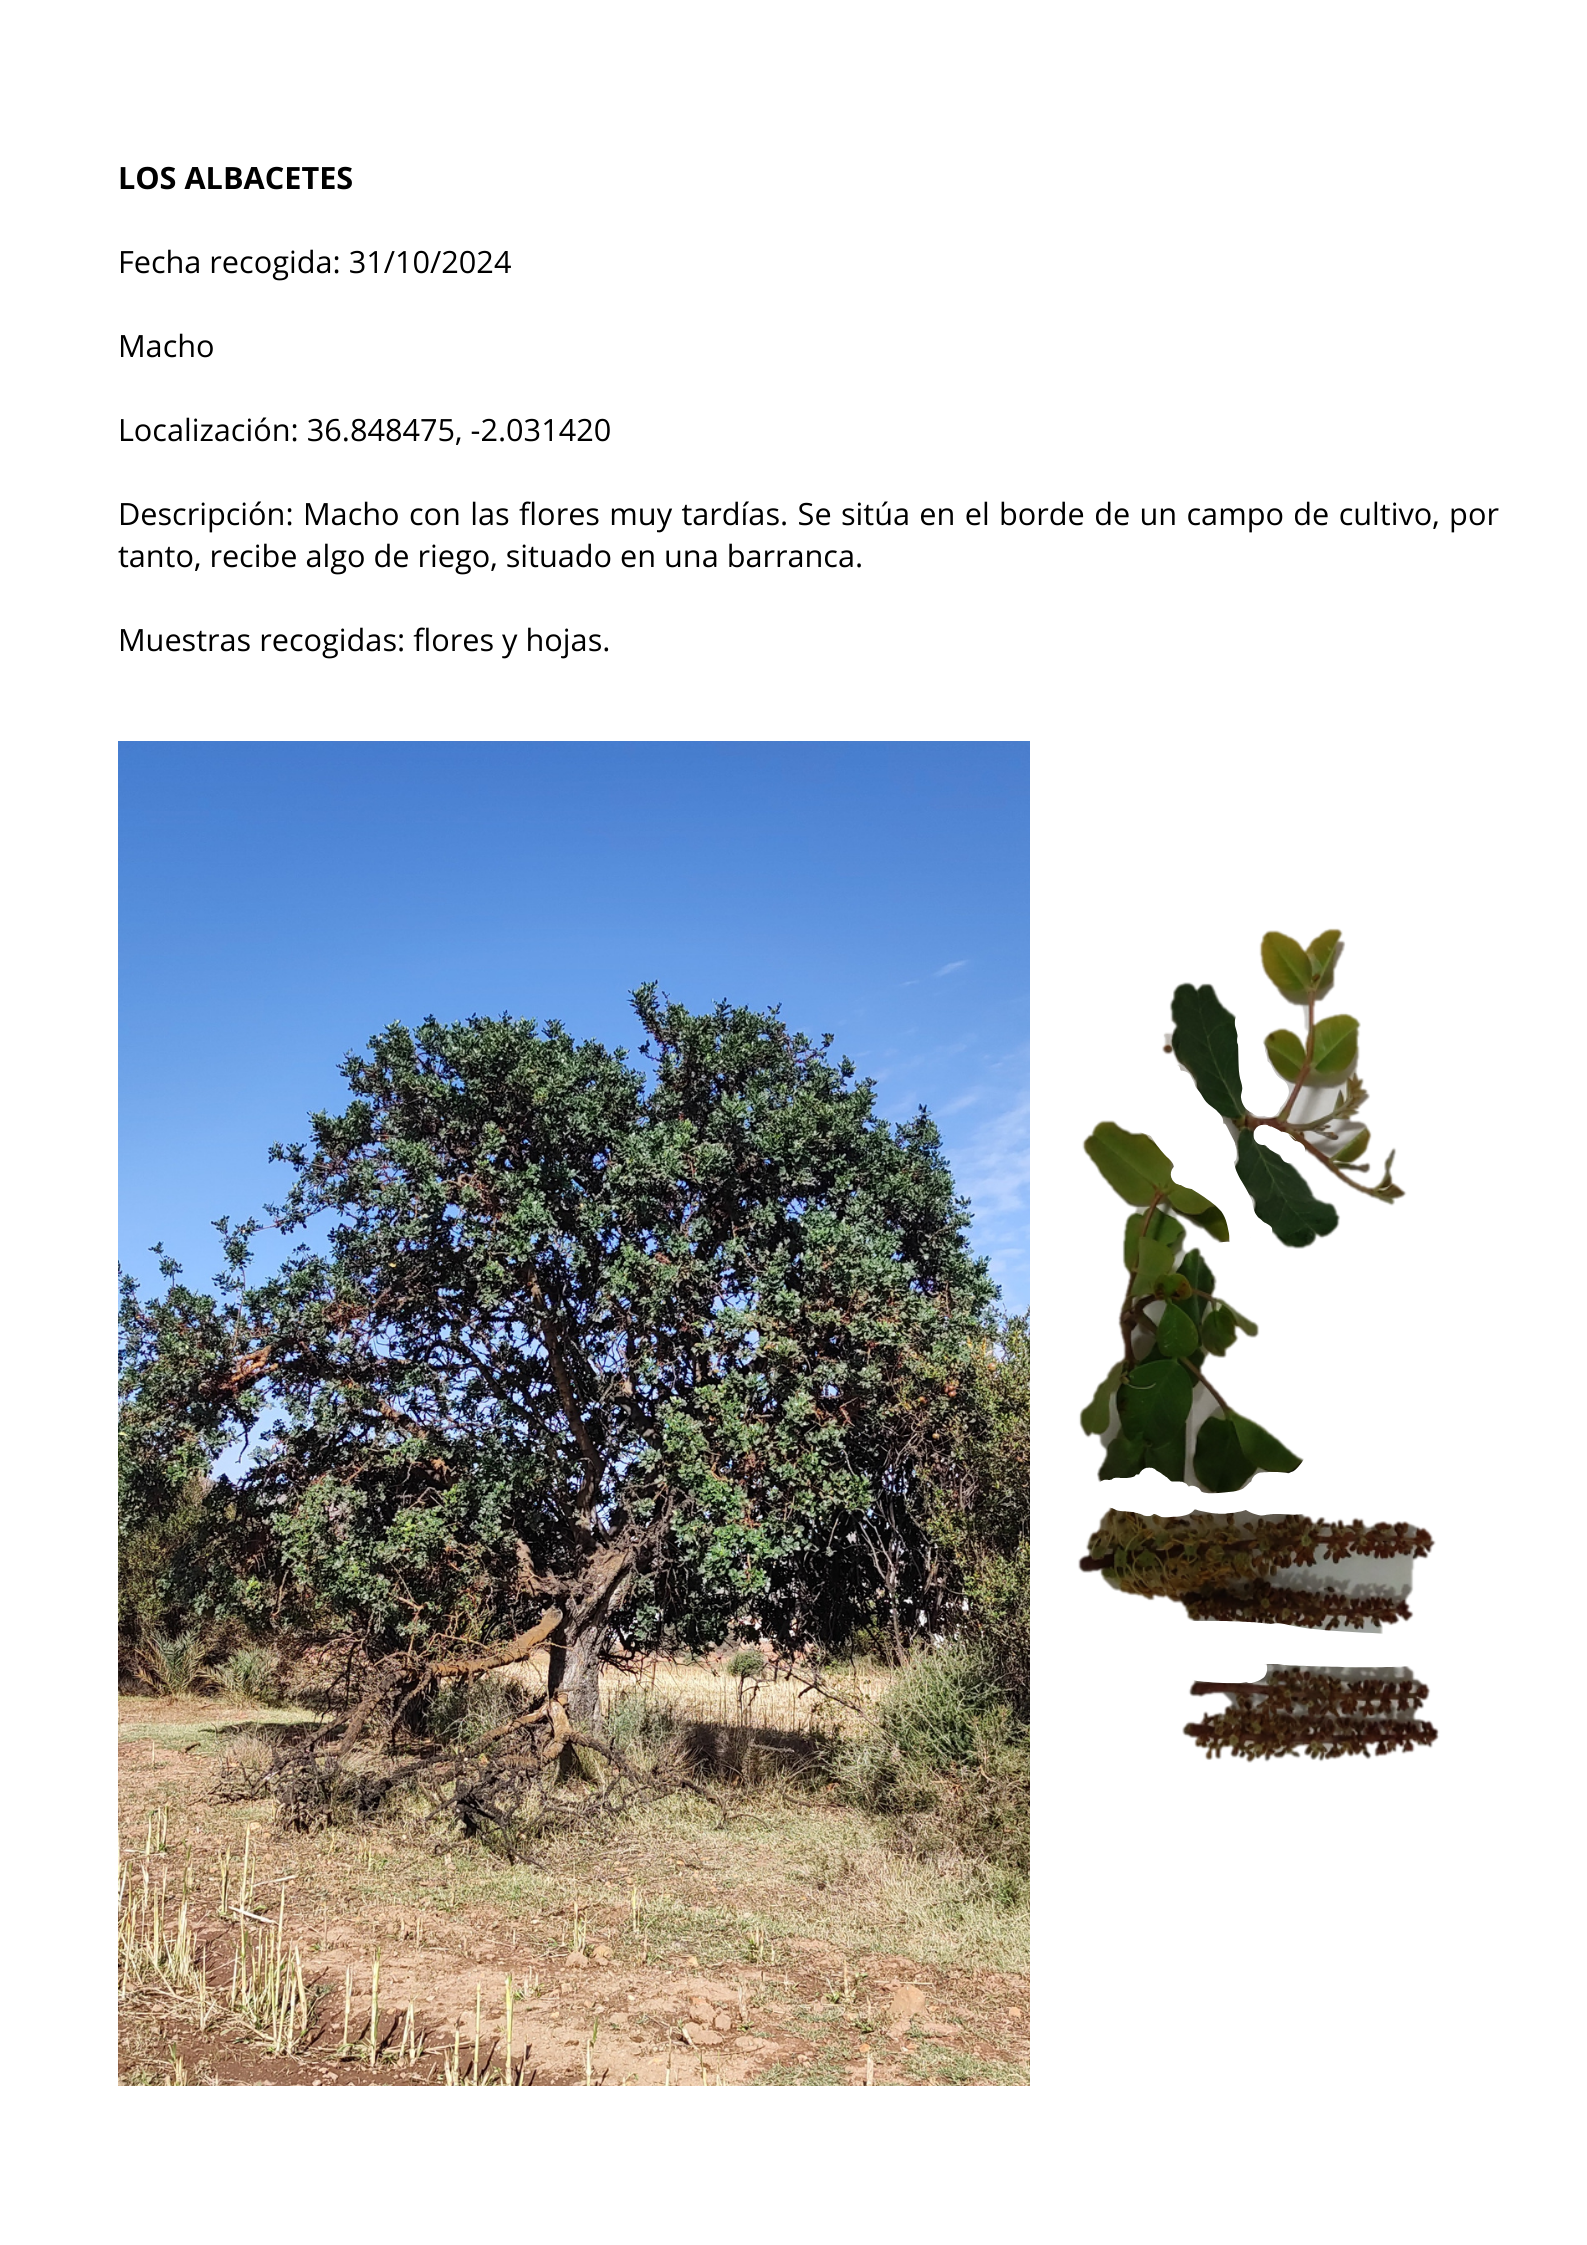 LOS ALBACETES
Fecha recogida: 31/10/2024
Macho
Localización: 36.848475, -2.031420
Descripción: Macho con las flores muy tardías. Se sitúa en el borde de un campo de cultivo, por
tanto, recibe algo de riego, situado en una barranca.
Muestras recogidas: flores y hojas.